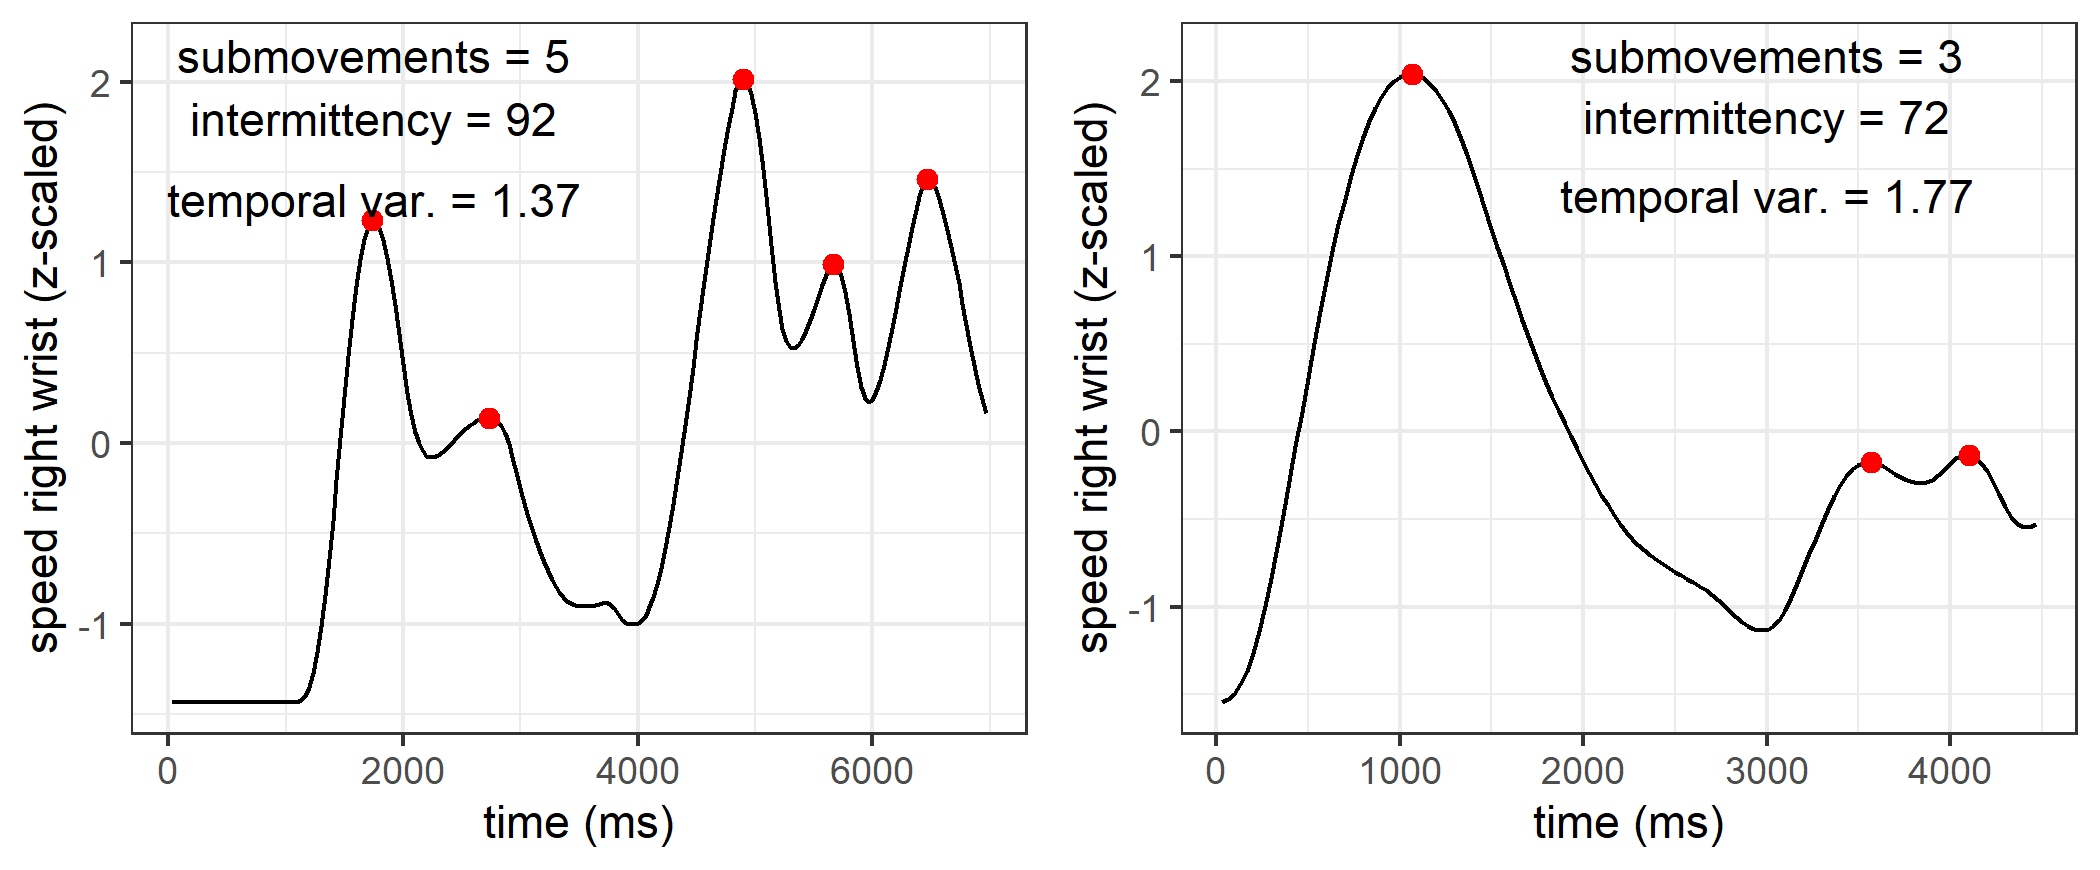 submovements = 5
intermittency = 92
temporal var. = 1.37
speed right wrist (z-scaled)
2
1
0
-1
0
2000
4000
6000
time (ms)
submovements = 3
intermittency = 72
temporal var. = 1.77
speed right wrist (z-scaled)
2
1
0
-1
0
1000
2000
3000
4000
time (ms)